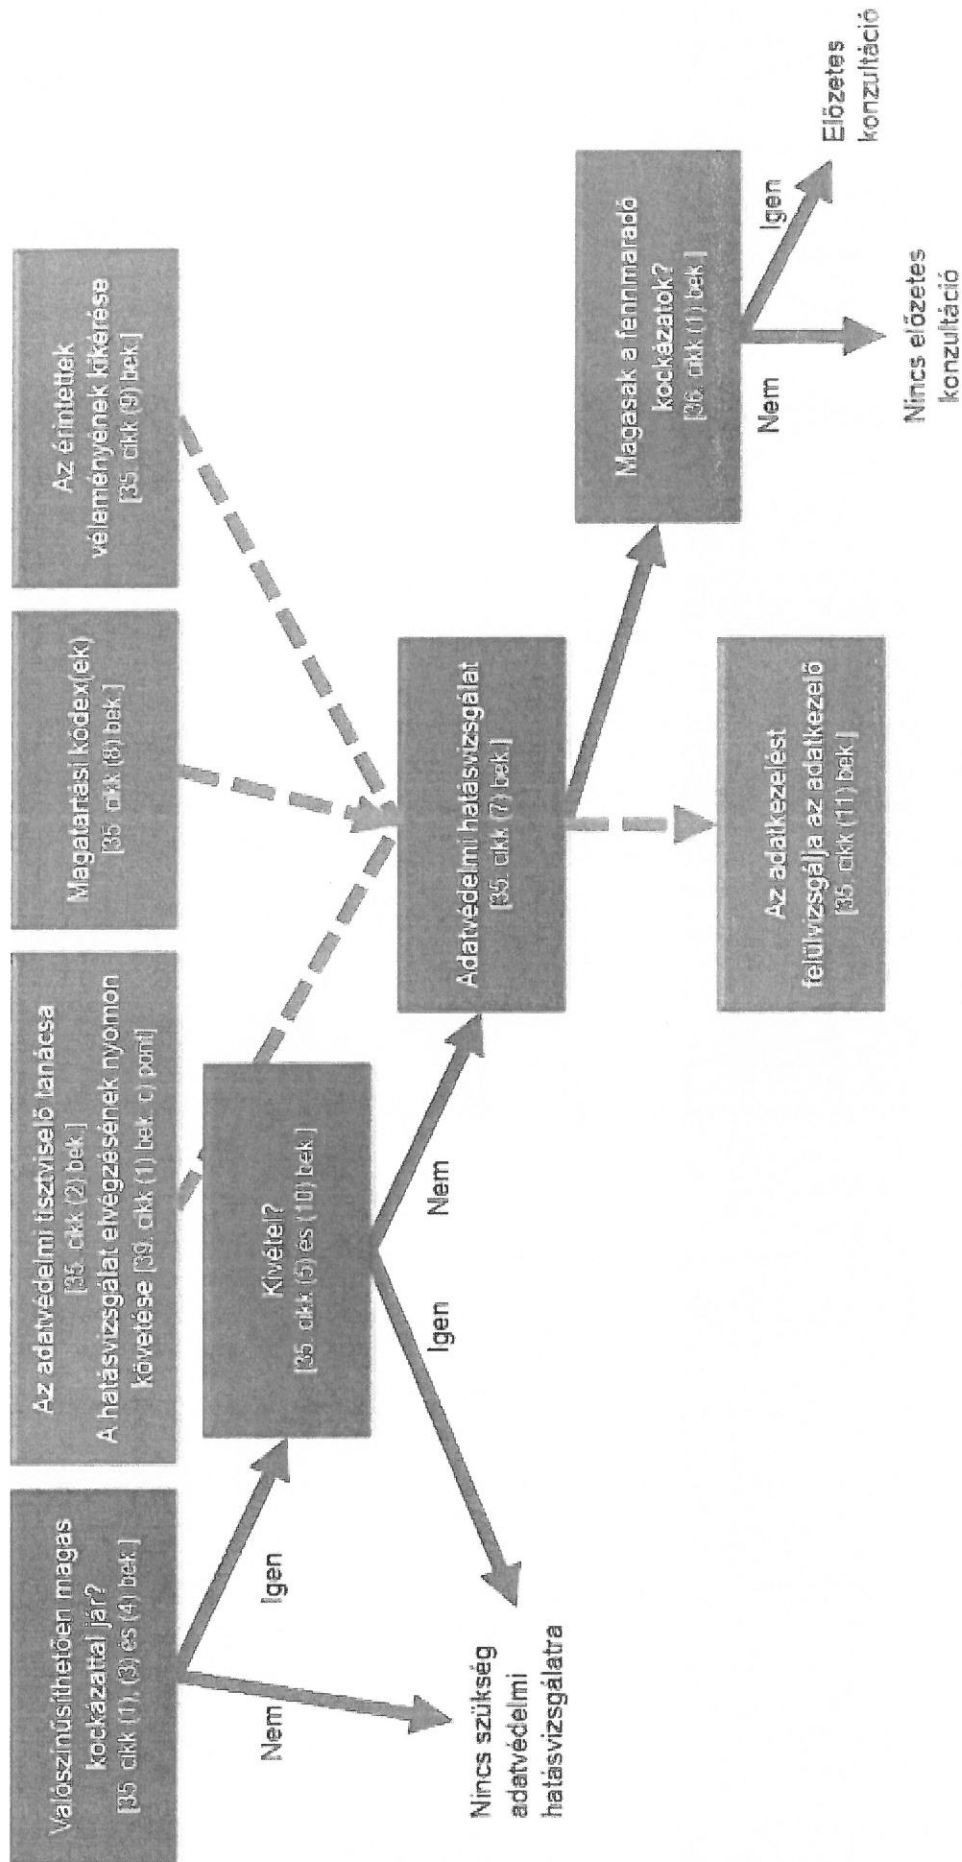 Valószínűsíthetően magas
kockázattal jár?
[35 cikk (1), (3) és (4) bek.]
Az adatvédelmi tisztviselő tanácsa
[35. cikk (2) bek.]
A hatásvizsgálat elvégzésének nyomon
követése [39. cikk (1) bek. c) pont]
Magatartási kódex(ek)
[35. cikk (8) bek.]
Az érintettek
véleményének kikérése
[35. cikk (9) bek.]
Nem
Igen
Kivétel?
[35. cikk (5) és (10) bek.]
Igen
Nem
Nincs szükség
adatvédelmi
hatásvizsgálatra
Adatvédelmi hatásvizsgálat
[35. cikk (7) bek.]
Magasak a fennmaradó
kockázatok?
[36. cikk (1) bek.]
Nem
Igen
Az adatkezelést
felülvizsgálja az adatkezelő
[35. cikk (11) bek.]
Nincs előzetes
konzultáció
Előzetes
konzultáció